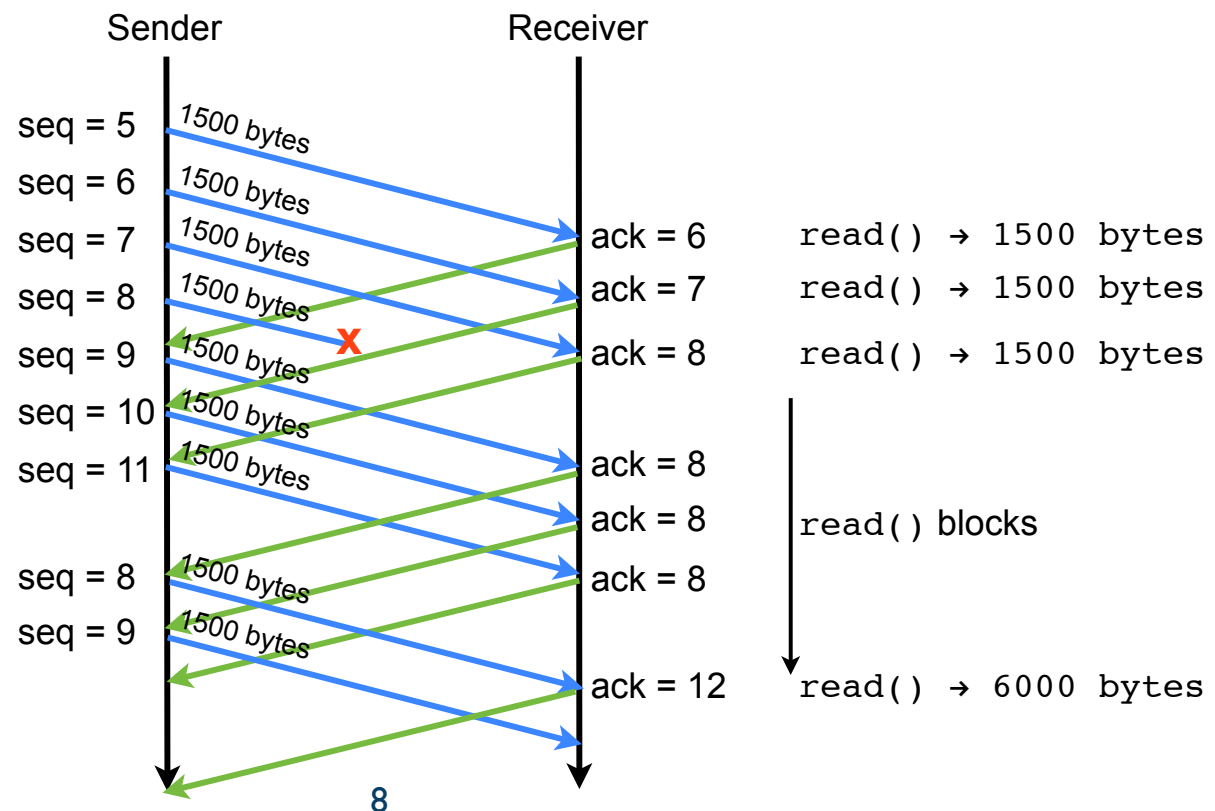 Sender Receiver
seq = 5 1500 bytes
seq = 6 1500 bytes
seq = 7 1500 bytes ack = 6 read() → 1500 bytes
seq = 8 1500 bytes ack = 7 read() → 1500 bytes
x
seq = 9 1500 bytes ack = 8 read() → 1500 bytes
seq = 10 1500 bytes
seq = 11 1500 bytes ack = 8
ack = 8 read() blocks
seq = 8 1500 bytes ack = 8
seq = 9 1500 bytes
ack = 12 read() → 6000 bytes
8